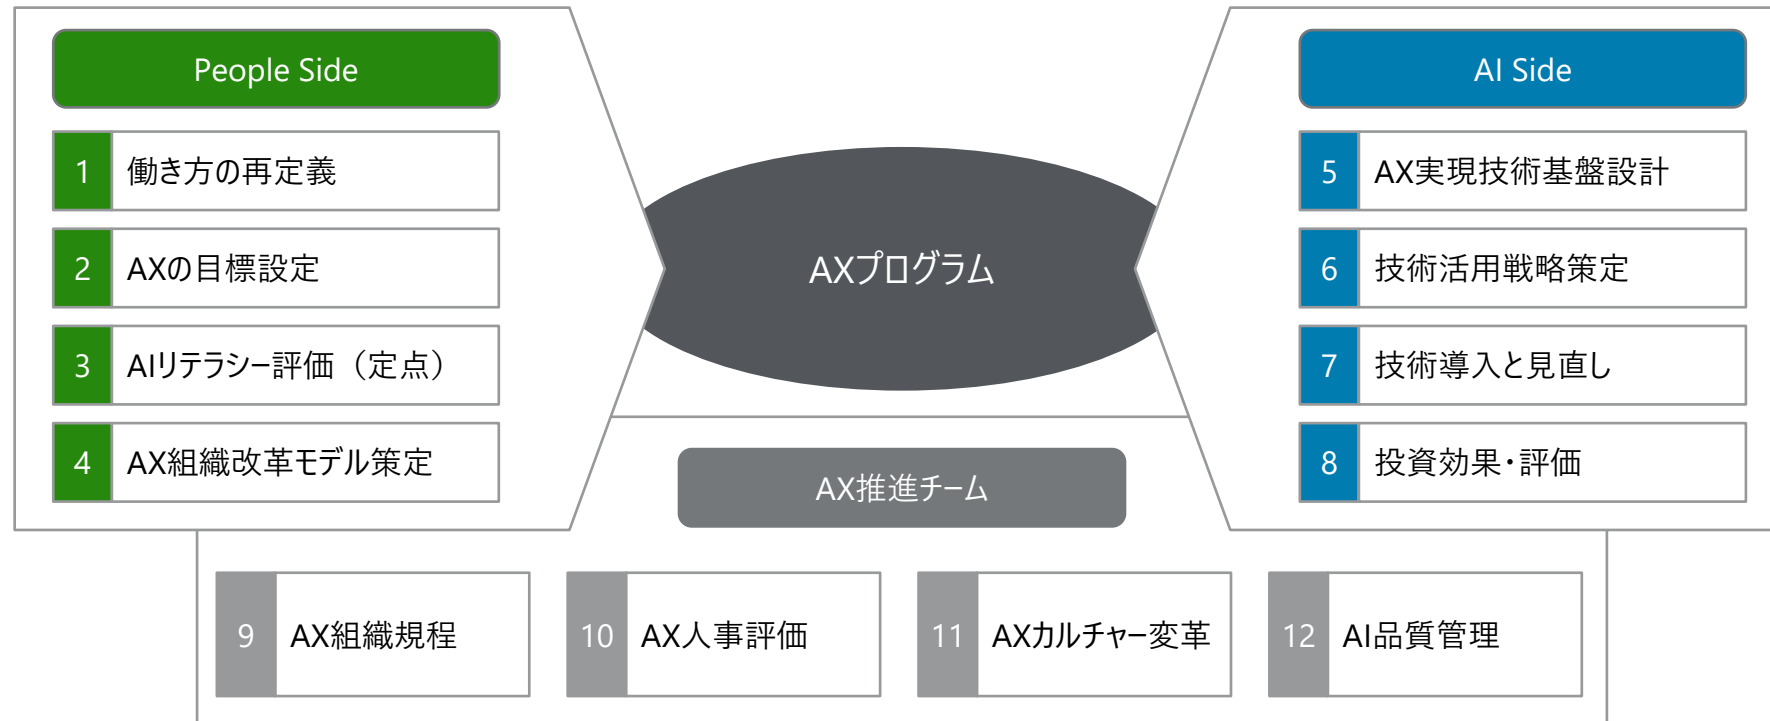 People Side
1 働き方の再定義
2 AXの目標設定
3 AIリテラシー評価（定点）
4 AX組織改革モデル策定
AXプログラム
AI Side
5 AX実現技術基盤設計
6 技術活用戦略策定
7 技術導入と見直し
8 投資効果・評価
AX推進チーム
9 AX組織規程
10 AX人事評価
11 AXカルチャー変革
12 AI品質管理